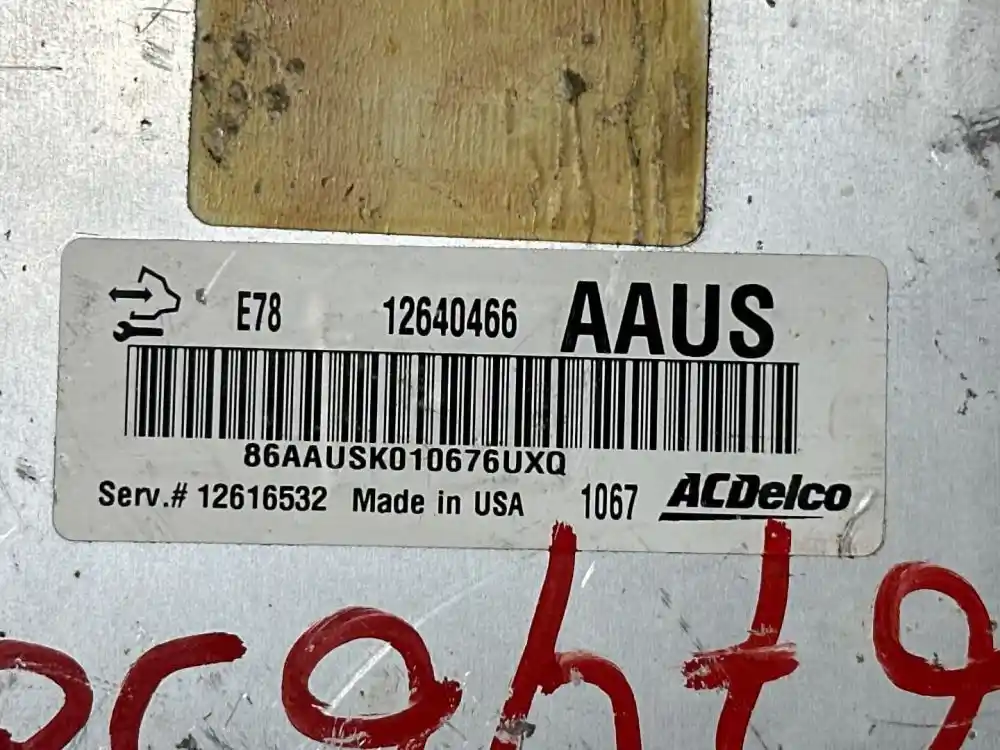 E78 12640466 AAUS
86AAUSK010676UXQ
Serv.# 12616532 Made in USA 1067 ACDelco